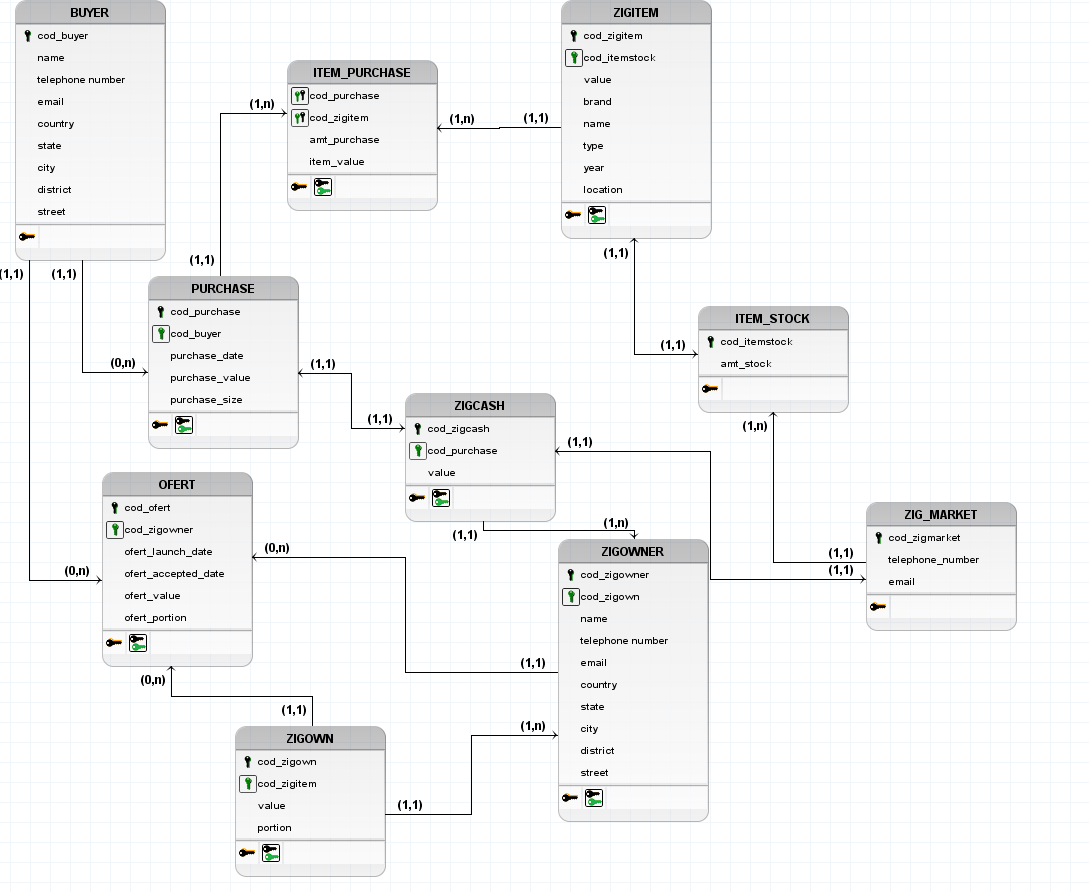 BUYER
cod_buyer
name
telephone number
email
country
state
city
district
street
(1,1)
(1,1)
ZIGITEM
cod_zigitem
cod_itemstock
value
brand
name
type
year
location
(1,1)
ITEM_PURCHASE
cod_purchase
cod_zigitem
amt_purchase
item_value
(1,n)
(1,n)
(1,1)
(1,1)
PURCHASE
cod_purchase
cod_buyer
purchase_date
purchase_value
purchase_size
(0,n)
(1,1)
ITEM_STOCK
cod_itemstock
amt_stock
(1,1)
(1,n)
ZIGCASH
cod_zigcash
cod_purchase
value
(1,1)
(1,1)
(1,1)
(1,n)
OFERT
cod_ofert
cod_zigowner
ofert_launch_date
ofert_accepted_date
ofert_value
ofert_portion
(0,n)
(0,n)
(0,n)
ZIG_MARKET
cod_zigmarket
telephone_number
email
(1,1)
(1,1)
ZIGOWNER
cod_zigowner
cod_zigown
name
telephone number
email
country
state
city
district
street
(1,1)
(1,n)
ZIGOWN
cod_zigown
cod_zigitem
value
portion
(1,1)
(1,1)